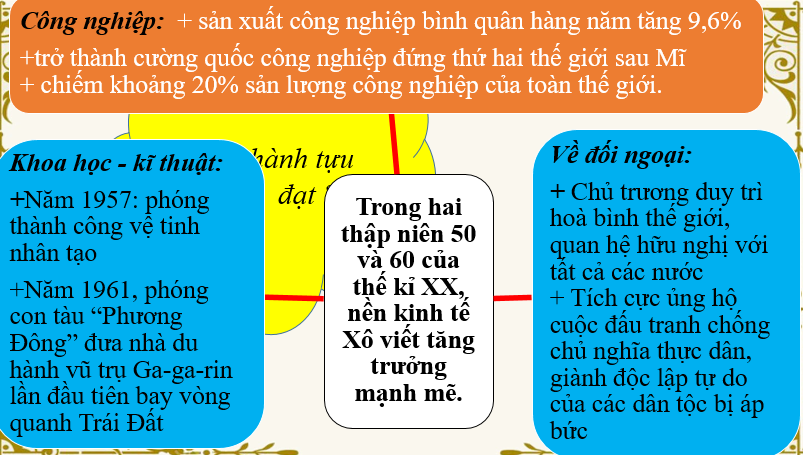 Công nghiệp: + sản xuất công nghiệp bình quân hàng năm tăng 9,6%
+trở thành cường quốc công nghiệp đứng thứ hai thế giới sau Mĩ
+ chiếm khoảng 20% sản lượng công nghiệp của toàn thế giới.
hành tựu
đạt
Khoa học - kĩ thuật:
+Năm 1957: phóng
thành công vệ tinh
nhân tạo
+Năm 1961, phóng
con tàu “Phương
Đông” đưa nhà du
hành vũ trụ Ga-ga-rin
lần đầu tiên bay vòng
quanh Trái Đất
Trong hai
thập niên 50
và 60 của
thế kỉ XX,
nền kinh tế
Xô viết tăng
trưởng
mạnh mẽ.
Về đối ngoại:
+ Chủ trương duy trì
hoà bình thế giới,
quan hệ hữu nghị với
tất cả các nước
+ Tích cực ủng hộ
cuộc đấu tranh chống
chủ nghĩa thực dân,
giành độc lập tự do
của các dân tộc bị áp
bức